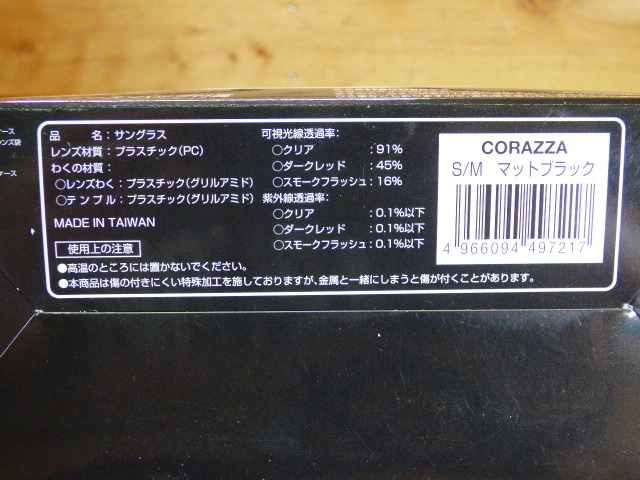 ース
ンズ袋
ース
品 名：サングラス
レンズ材質：プラスチック(PC)
わくの材質：
○レンズわく：プラスチック(グリルアミド)
○テンプル：プラスチック(グリルアミド)
MADE IN TAIWAN
可視光線透過率：
○クリア ：91%
○ダークレッド ：45%
○スモークフラッシュ：16%
紫外線透過率：
○クリア ：0.1%以下
○ダークレッド ：0.1%以下
○スモークフラッシュ：0.1%以下
使用上の注意
●高温のところには置かないでください。
●本商品は傷の付きにくい特殊加工を施しておりますが、金属と一緒にしまうと傷が付くことがあります。
CORAZZA
S/M マットブラック
4 966094 497217